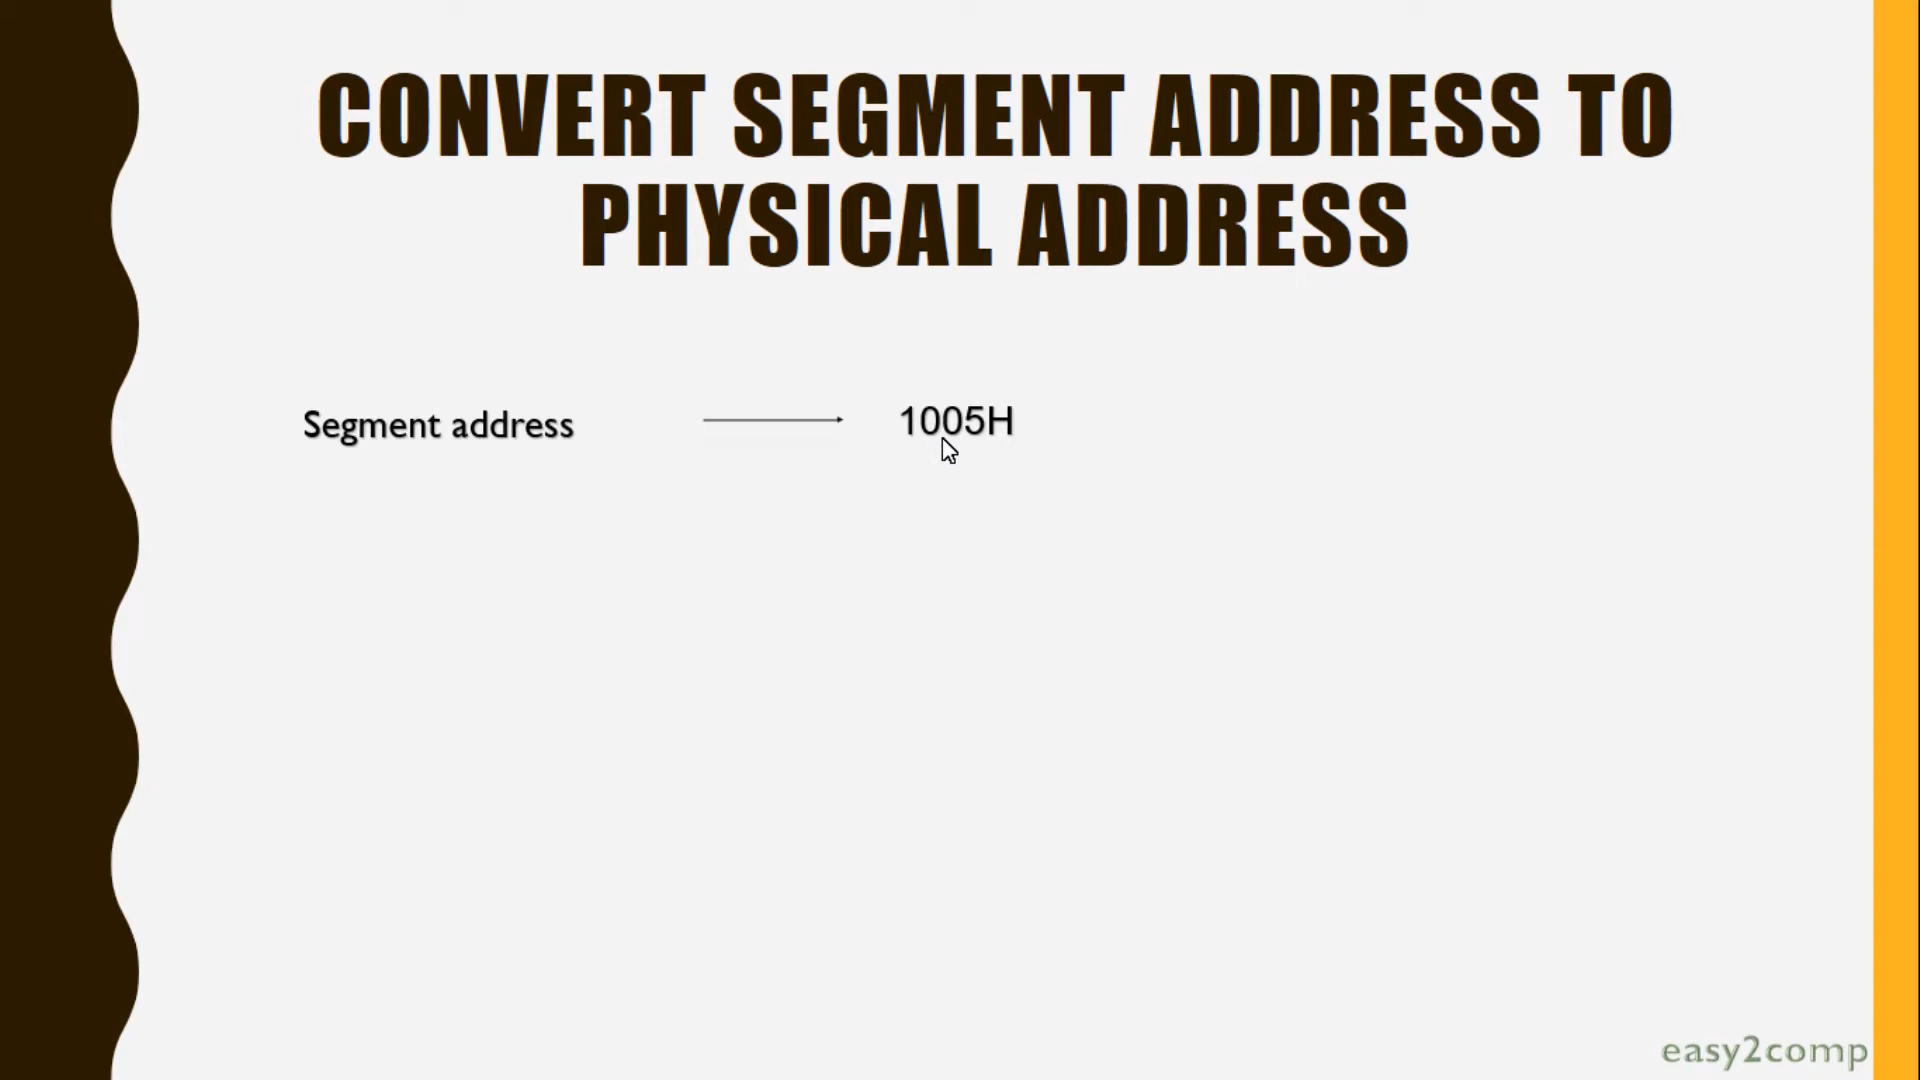 CONVERT SEGMENT ADDRESS TO
PHYSICAL ADDRESS
Segment address 1005H
easy2comp